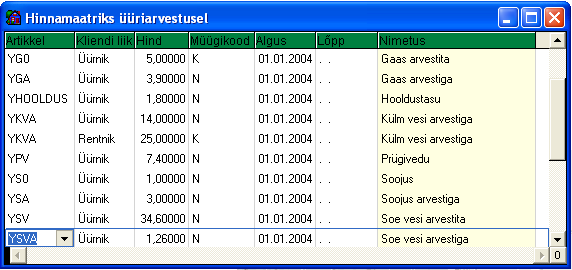 Hinnamaatriks üüriarvestusel
Artikkel Kliendi liik Hind Müügikood Algus Lõpp Nimetus
YG0 Üürnik 5,00000 K 01.01.2004 . . Gaas arvestita
YGA Üürnik 3,90000 N 01.01.2004 . . Gaas arvestiga
YHOOLDUS Üürnik 1,80000 N 01.01.2004 . . Hooldustasu
YKVA Üürnik 14,00000 N 01.01.2004 . . Külm vesi arvestiga
YKVA Rentnik 25,00000 K 01.01.2004 . . Külm vesi arvestiga
YPV Üürnik 7,40000 N 01.01.2004 . . Prügivedu
YS0 Üürnik 1,00000 N 01.01.2004 . . Soojus
YSA Üürnik 3,00000 N 01.01.2004 . . Soojus arvestiga
YSV Üürnik 34,60000 N 01.01.2004 . . Soe vesi arvestita
YSVA Üürnik 1,26000 N 01.01.2004 . . Soe vesi arvestiga
0